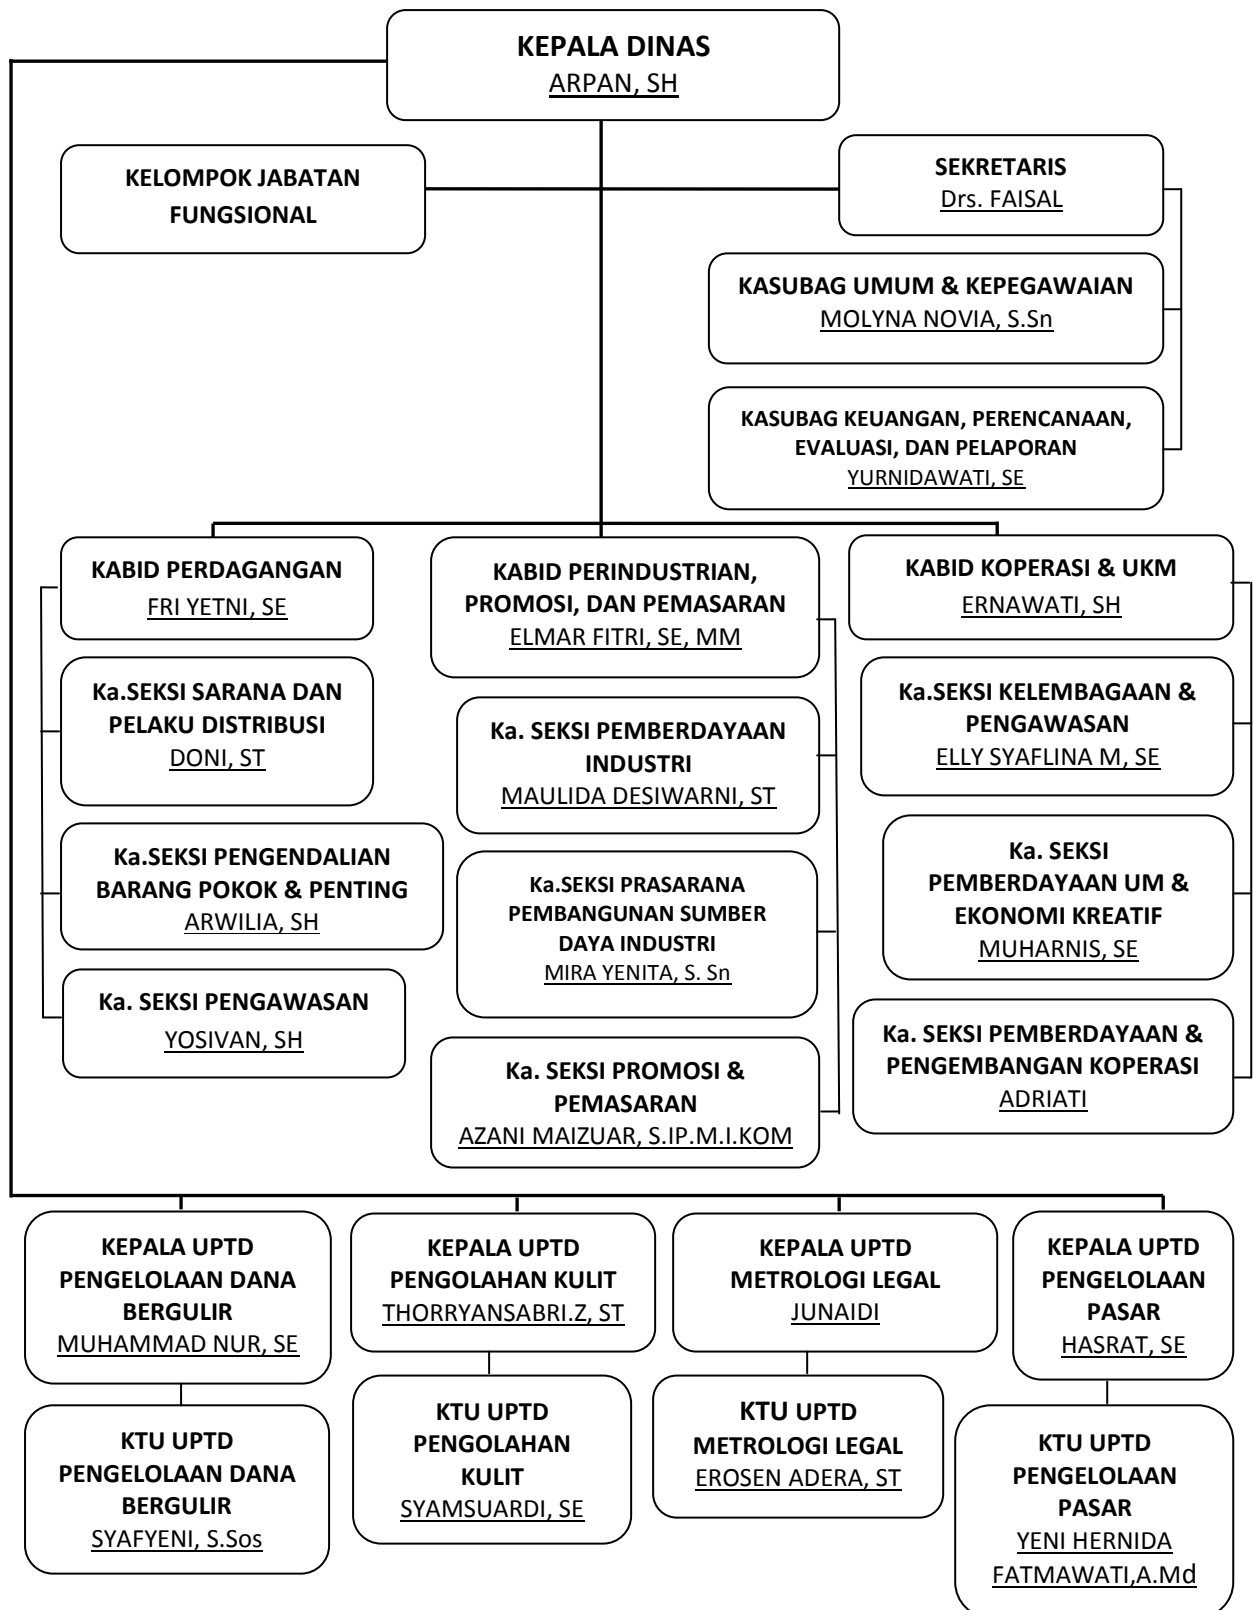 KEPALA DINAS
ARPAN, SH
KELOMPOK JABATAN
FUNGSIONAL
SEKRETARIS
Drs. FAISAL
KASUBAG UMUM & KEPEGAWAIAN
MOLYNA NOVIA, S.Sn
KASUBAG KEUANGAN, PERENCANAAN,
EVALUASI, DAN PELAPORAN
YURNIDAWATI, SE
KABID PERDAGANGAN
FRI YETNI, SE
Ka.SEKSI SARANA DAN
PELAKU DISTRIBUSI
DONI, ST
Ka.SEKSI PENGENDALIAN
BARANG POKOK & PENTING
ARWILIA, SH
Ka. SEKSI PENGAWASAN
YOSIVAN, SH
KABID PERINDUSTRIAN,
PROMOSI, DAN PEMASARAN
ELMAR FITRI, SE, MM
Ka. SEKSI PEMBERDAYAAN
INDUSTRI
MAULIDA DESIWARNI, ST
Ka.SEKSI PRASARANA
PEMBANGUNAN SUMBER
DAYA INDUSTRI
MIRA YENITA, S. Sn
Ka. SEKSI PROMOSI &
PEMASARAN
AZANI MAIZUAR, S.IP.M.I.KOM
KABID KOPERASI & UKM
ERNAWATI, SH
Ka.SEKSI KELEMBAGAAN &
PENGAWASAN
ELLY SYAFLINA M, SE
Ka. SEKSI
PEMBERDAYAAN UM &
EKONOMI KREATIF
MUHARNIS, SE
Ka. SEKSI PEMBERDAYAAN &
PENGEMBANGAN KOPERASI
ADRIATI
KEPALA UPTD
PENGELOLAAN DANA
BERGULIR
MUHAMMAD NUR, SE
KEPALA UPTD
PENGOLAHAN KULIT
THORRYANSABRI.Z, ST
KEPALA UPTD
METROLOGI LEGAL
JUNAIDI
KEPALA UPTD
PENGELOLAAN
PASAR
HASRAT, SE
KTU UPTD
PENGELOLAAN DANA
BERGULIR
SYAFYENI, S.Sos
KTU UPTD
PENGOLAHAN
KULIT
SYAMSUARDI, SE
KTU UPTD
METROLOGI LEGAL
EROSEN ADERA, ST
KTU UPTD
PENGELOLAAN
PASAR
YENI HERNIDA
FATMAWATI,A.Md